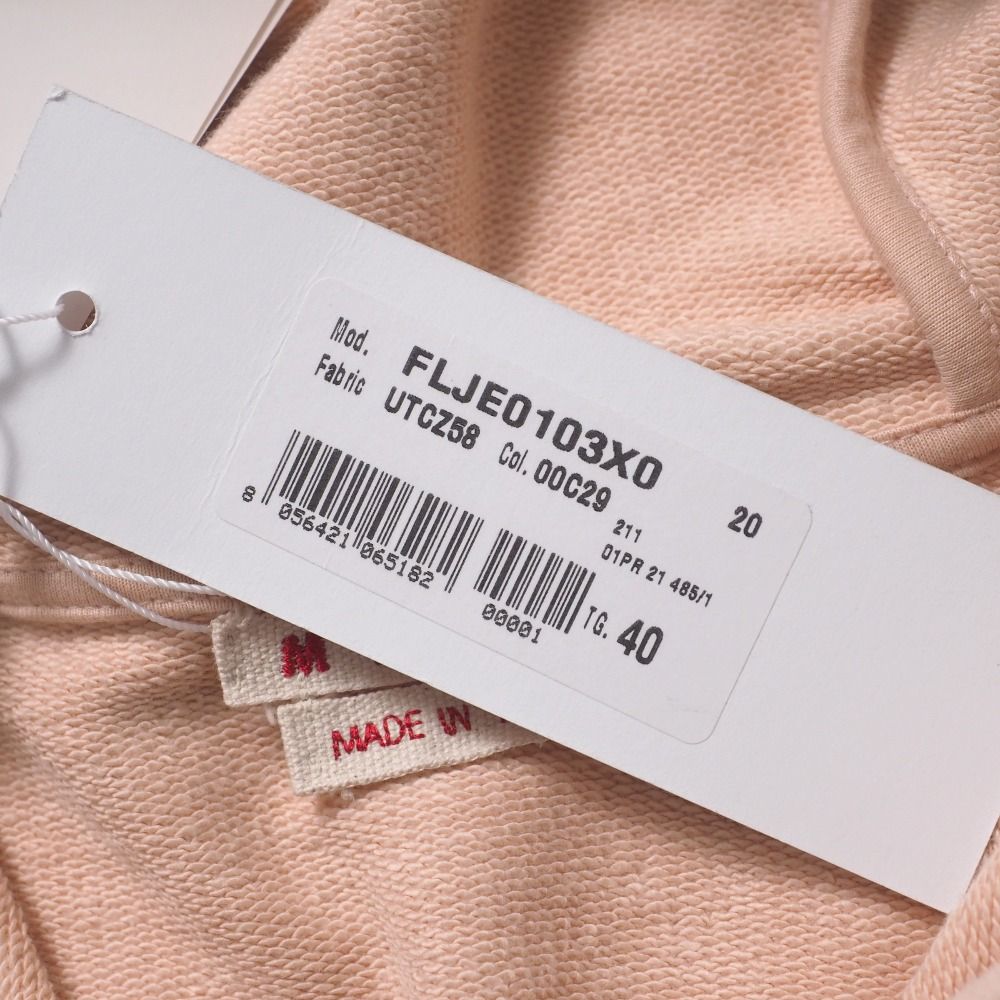 Mod. FLJE0103X0 20
Fabric UTCZ58 Col. 00C29
211
01PR 21 485/1
8 056421 065182 00001
TG. 40
M
MADE IN